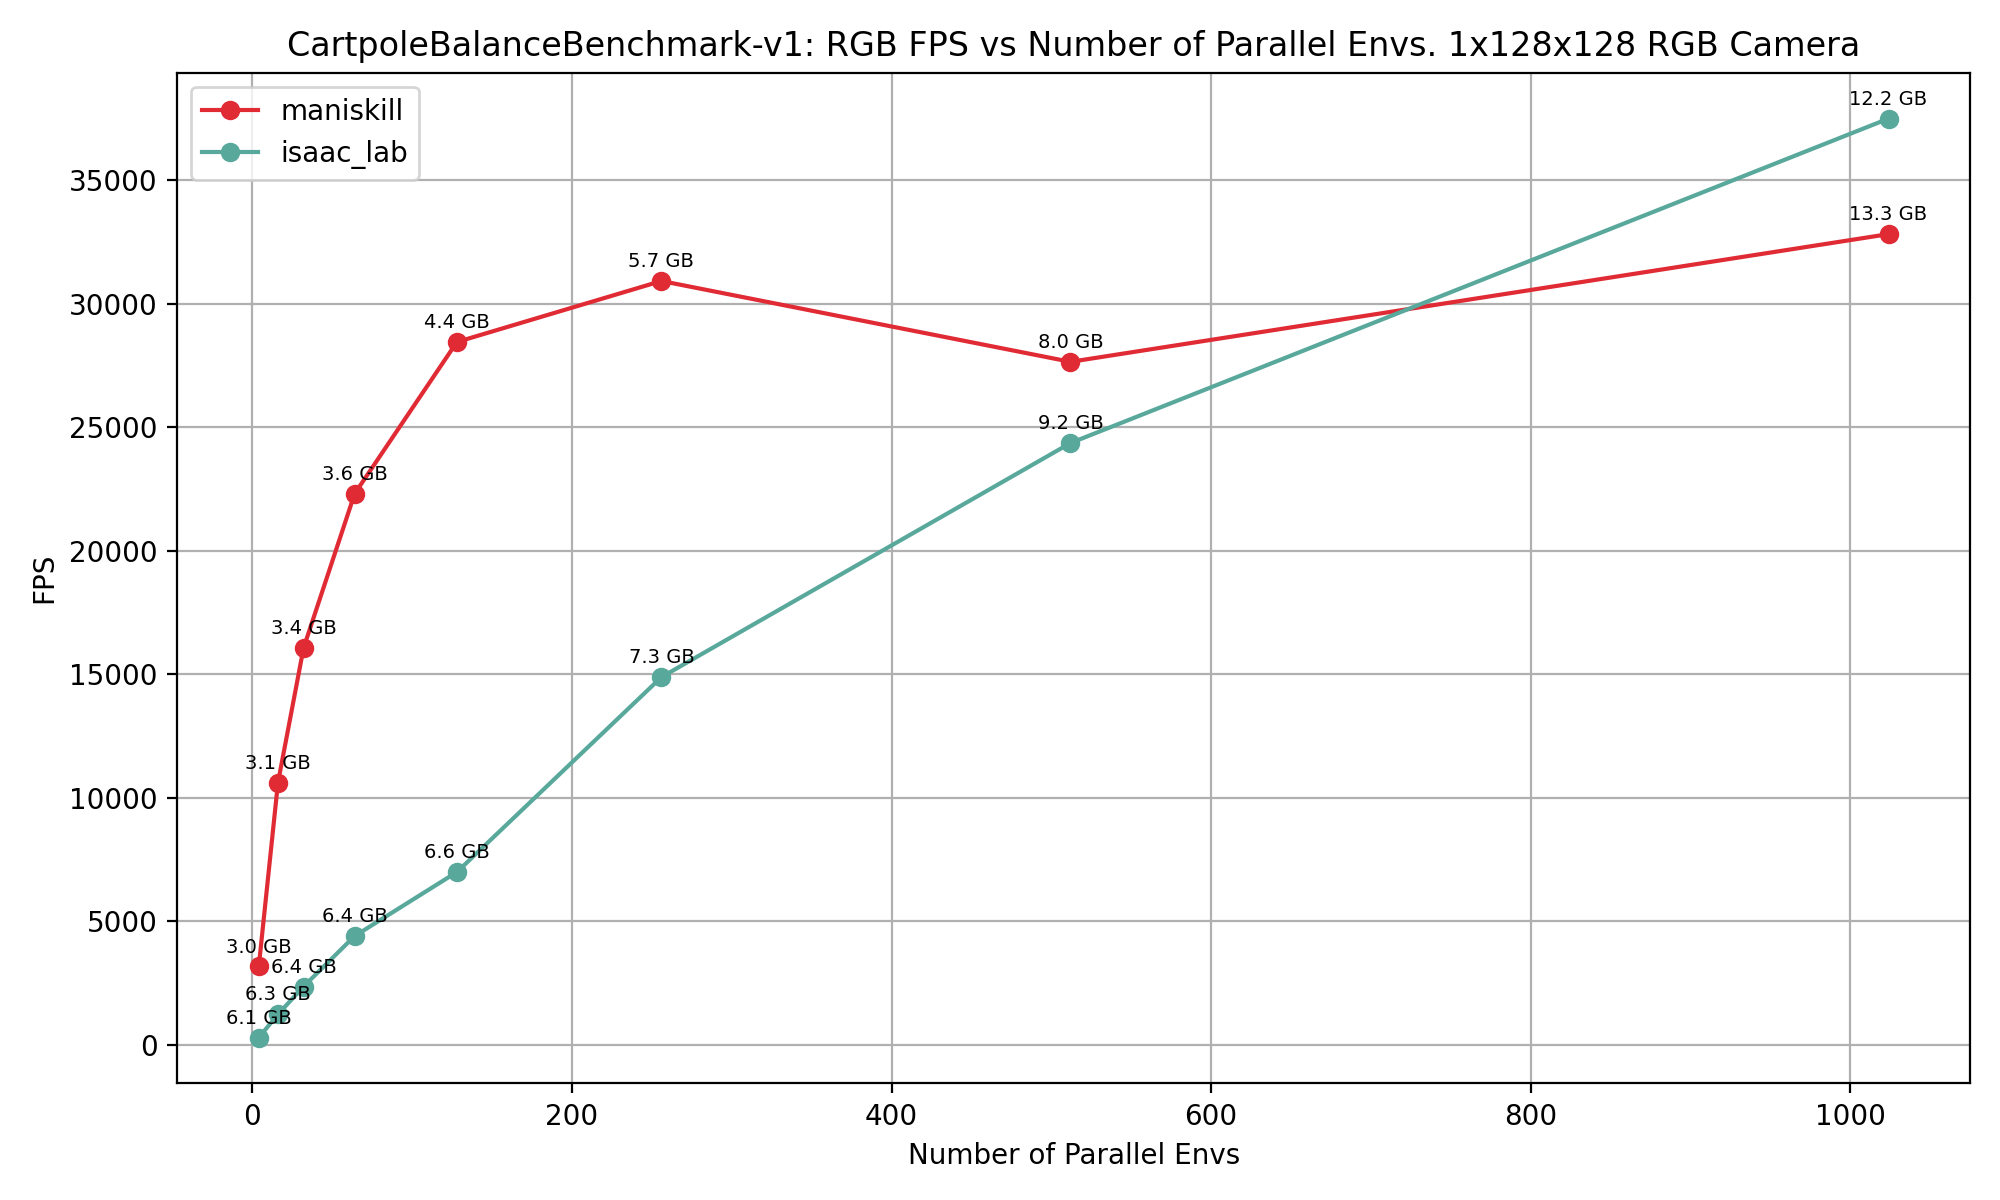 CartpoleBalanceBenchmark-v1: RGB FPS vs Number of Parallel Envs. 1x128x128 RGB Camera
maniskill
isaac_lab
12.2 GB
13.3 GB
5.7 GB
4.4 GB
8.0 GB
9.2 GB
3.6 GB
3.4 GB
7.3 GB
3.1 GB
6.6 GB
6.4 GB
3.0 GB
6.4 GB
6.3 GB
6.1 GB
35000
30000
25000
20000
15000
10000
5000
0
FPS
0 200 400 600 800 1000
Number of Parallel Envs